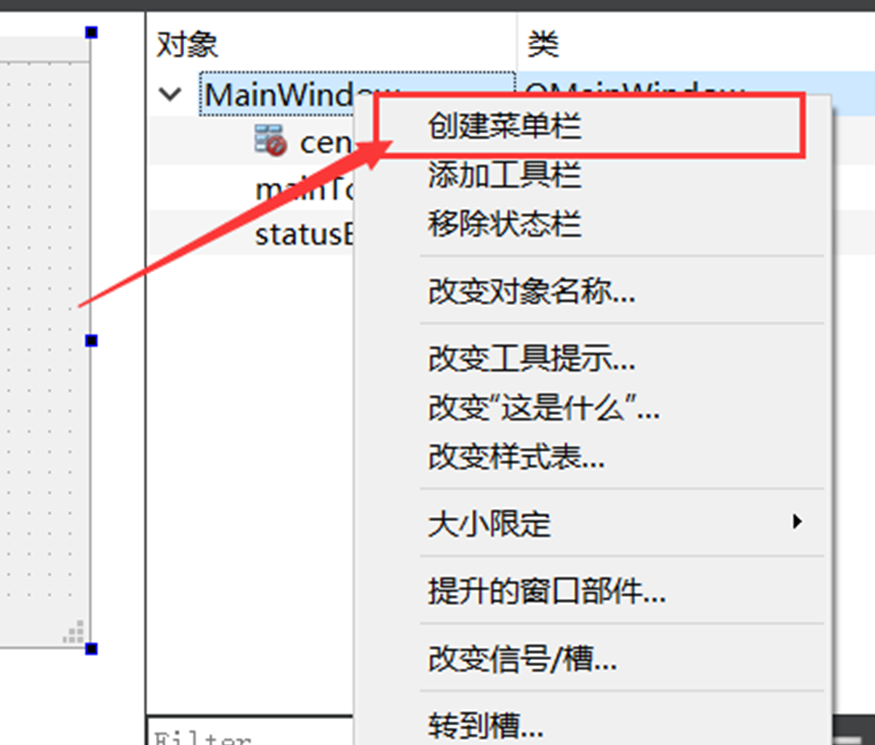 对象 类
MainWindow QMainWindow
cen
创建菜单栏
mainTo
添加工具栏
statusB
移除状态栏
改变对象名称...
改变工具提示...
改变“这是什么”...
改变样式表...
大小限定
提升的窗口部件...
改变信号/槽...
转到槽...
Filter